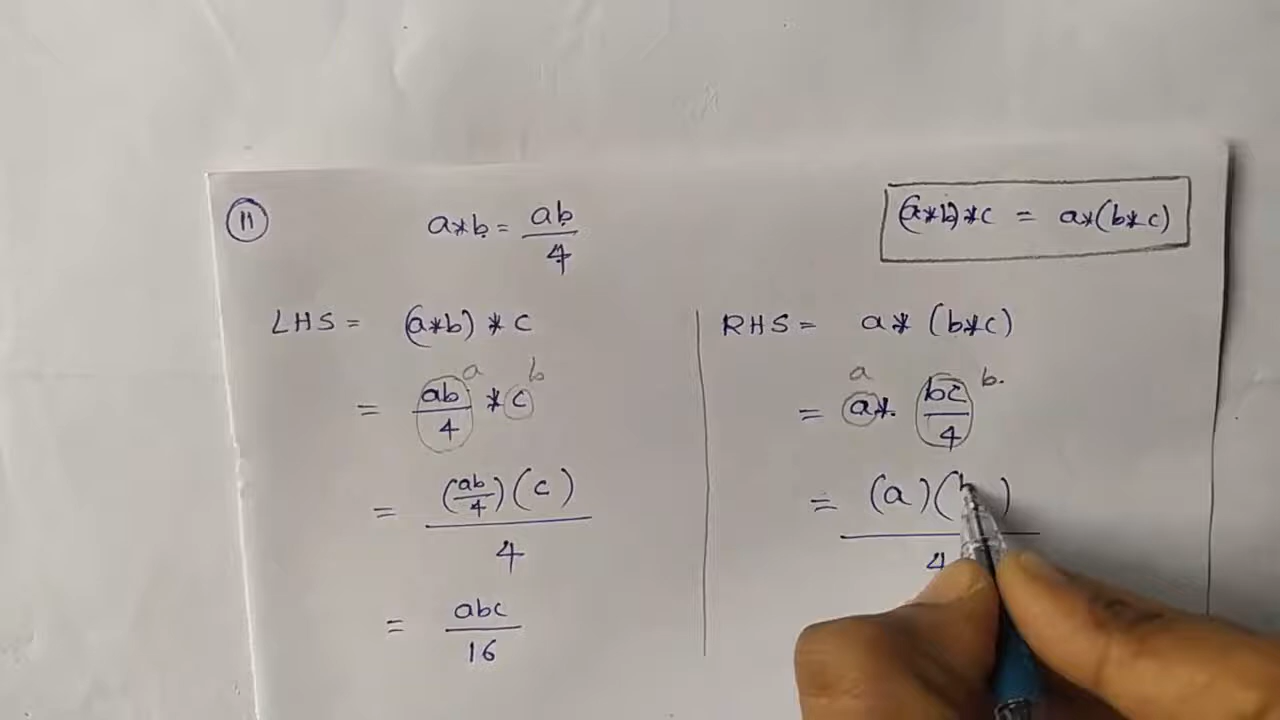 11
a*b = ab/4
(a*b)*c = a*(b*c)
LHS = (a*b) *c
a b
= ab/4 *c
= (ab/4)(c)/4
= abc/16
RHS = a* (b*c)
a b.
= a*. bc/4
= (a)(b )/4